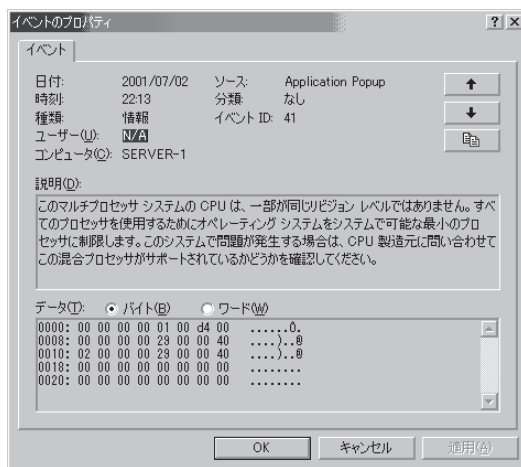 イベントのプロパティ
イベント
日付: 2001/07/02 ソース: Application Popup
時刻: 22:13 分類: なし
種類: 情報 イベント ID: 41
ユーザー(U): N/A
コンピュータ(C): SERVER-1
説明(D):
このマルチプロセッサ システムの CPU は、一部が同じリビジョン レベルではありません。すべ
てのプロセッサを使用するためにオペレーティング システムをシステムで可能な最小のプロ
セッサに制限します。このシステムで問題が発生する場合は、CPU 製造元に問い合わせて
この混合プロセッサがサポートされているかどうかを確認してください。
データ(T): バイト(B) ワード(W)
0000: 00 00 00 00 01 00 d4 00 ......Ô.
0008: 00 00 00 00 29 00 00 40 ....)..@
0010: 02 00 00 00 29 00 00 40 ....)..@
0018: 00 00 00 00 00 00 00 00 ........
0020: 00 00 00 00 00 00 00 00 ........
OK キャンセル 適用(A)